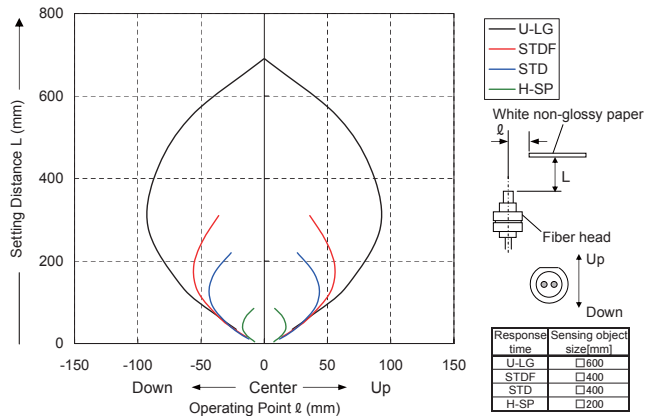 800
600
400
200
0
Setting Distance L (mm)
-150 -100 -50 0 50 100 150
Down Center Up
Operating Point ℓ (mm)
U-LG
STDF
STD
H-SP
White non-glossy paper
ℓ
L
Fiber head
Up
Down
Response time Sensing object size[mm]
U-LG □600
STDF □400
STD □400
H-SP □200